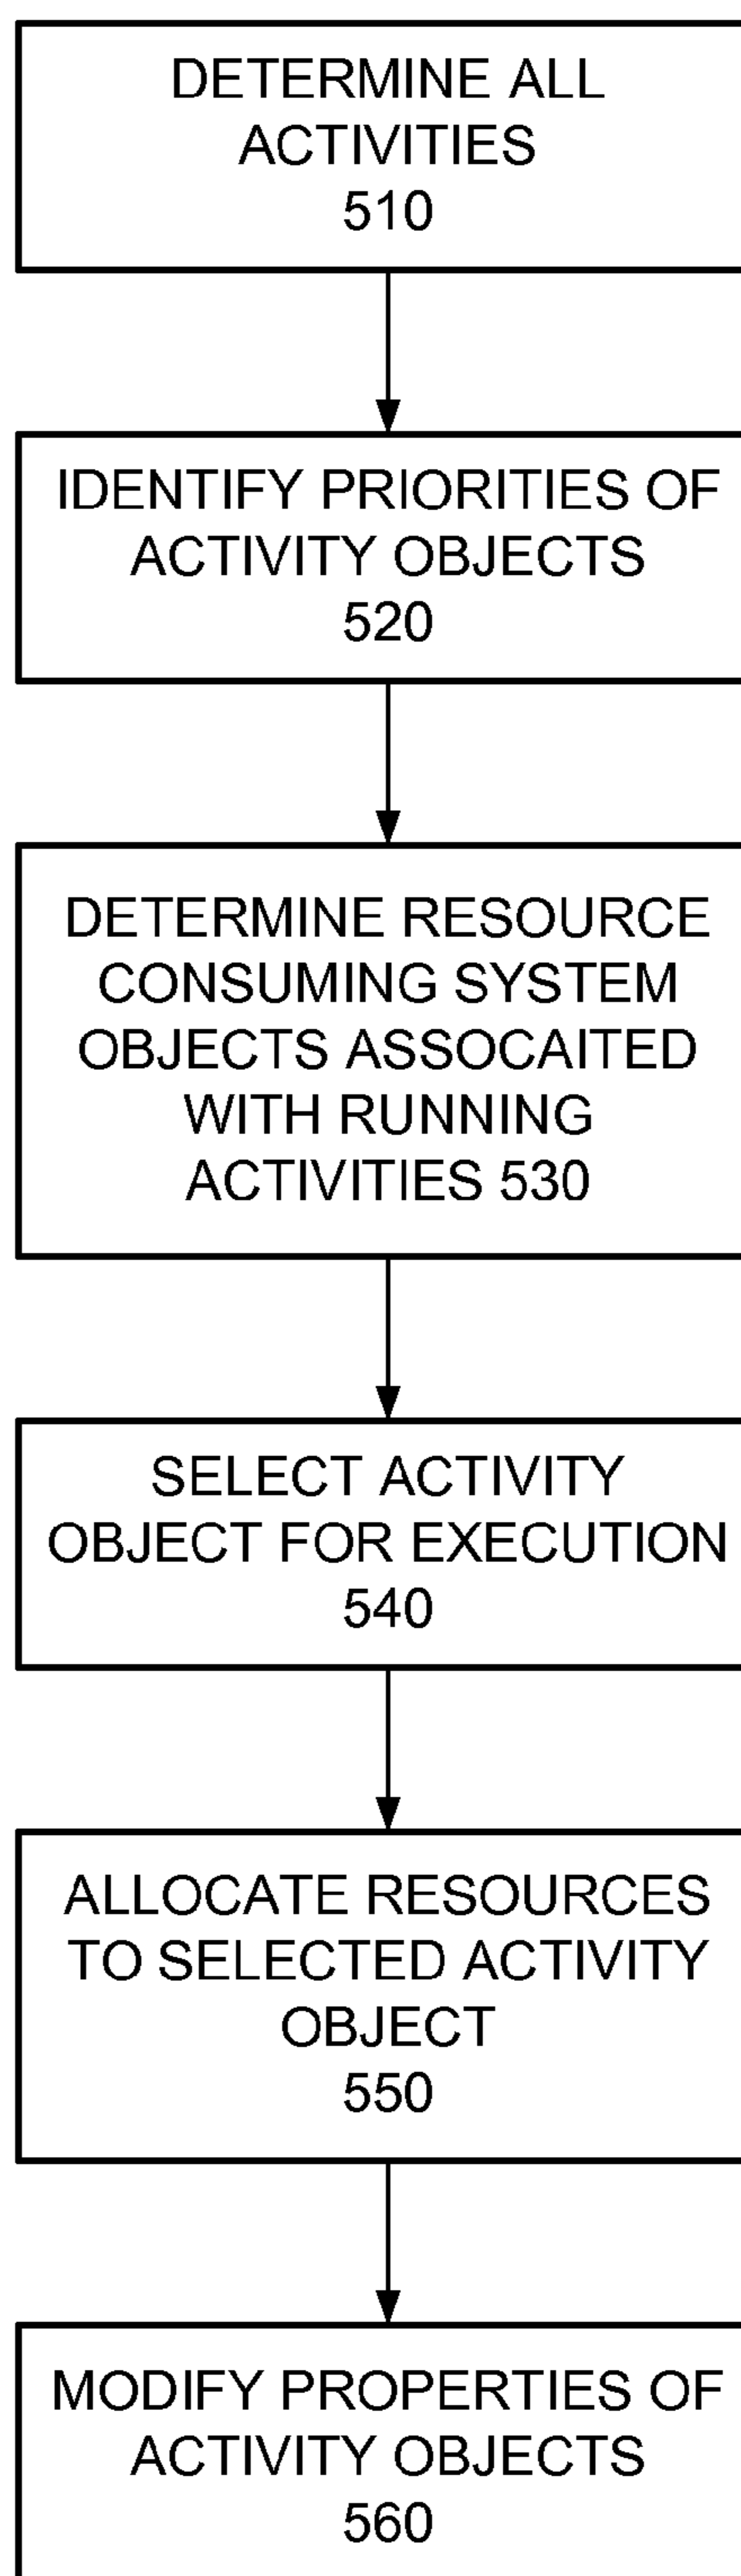 DETERMINE ALL
ACTIVITIES
510
IDENTIFY PRIORITIES OF
ACTIVITY OBJECTS
520
DETERMINE RESOURCE
CONSUMING SYSTEM
OBJECTS ASSOCAITED
WITH RUNNING
ACTIVITIES 530
SELECT ACTIVITY
OBJECT FOR EXECUTION
540
ALLOCATE RESOURCES
TO SELECTED ACTIVITY
OBJECT
550
MODIFY PROPERTIES OF
ACTIVITY OBJECTS
560